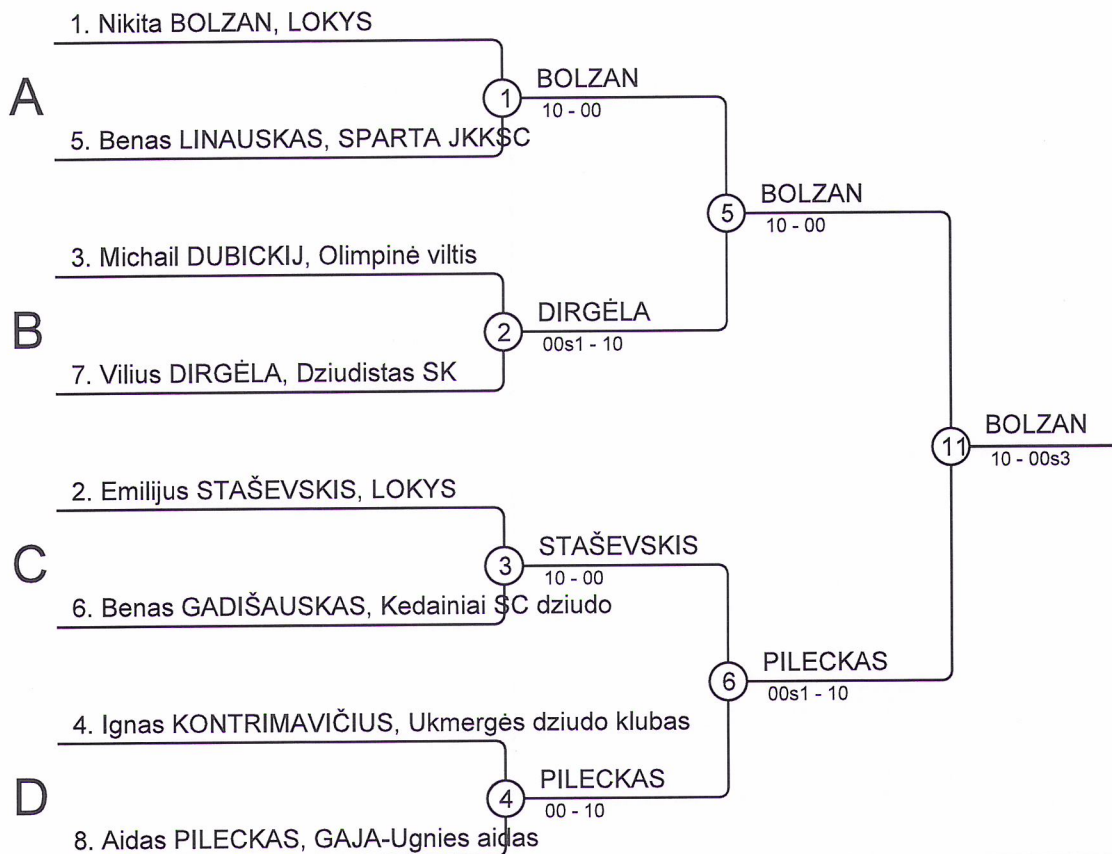 1. Nikita BOLZAN, LOKYS
A
1
BOLZAN
10 - 00
5. Benas LINAUSKAS, SPARTA JKKSC
5
BOLZAN
10 - 00
3. Michail DUBICKIJ, Olimpinė viltis
B
2
DIRGĖLA
00s1 - 10
7. Vilius DIRGĖLA, Dziudistas SK
11
BOLZAN
10 - 00s3
2. Emilijus STAŠEVSKIS, LOKYS
C
3
STAŠEVSKIS
10 - 00
6. Benas GADIŠAUSKAS, Kedainiai SC dziudo
6
PILECKAS
00s1 - 10
4. Ignas KONTRIMAVIČIUS, Ukmergės dziudo klubas
D
4
PILECKAS
00 - 10
8. Aidas PILECKAS, GAJA-Ugnies aidas